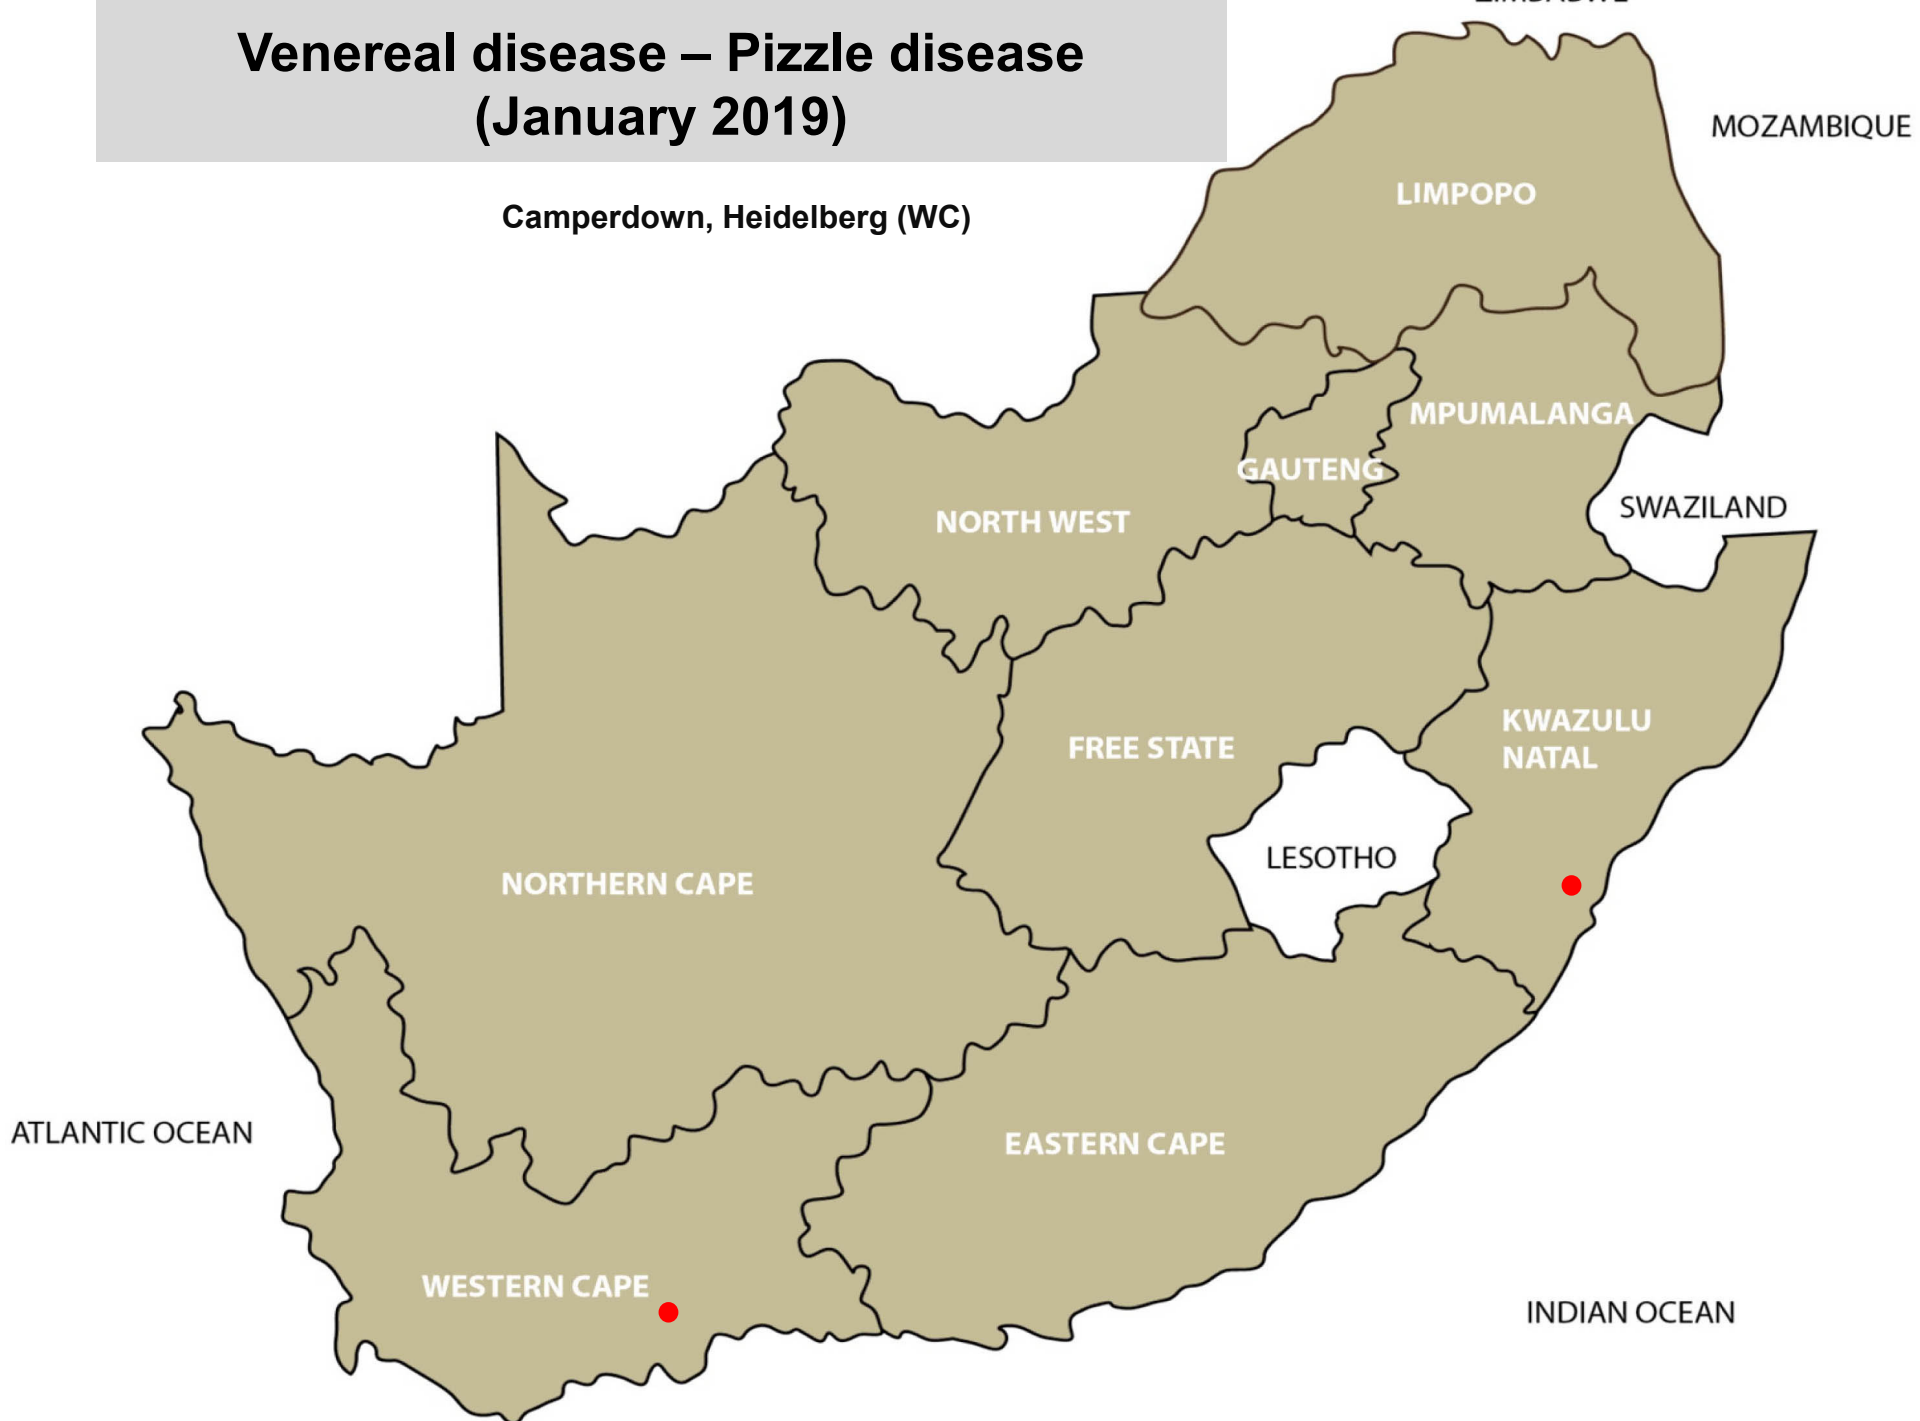 ZIMBABWE
Venereal disease – Pizzle disease
(January 2019)
MOZAMBIQUE
LIMPOPO
Camperdown, Heidelberg (WC)
MPUMALANGA
GAUTENG
SWAZILAND
NORTH WEST
KWAZULU
NATAL
FREE STATE
LESOTHO
NORTHERN CAPE
ATLANTIC OCEAN
EASTERN CAPE
WESTERN CAPE
INDIAN OCEAN